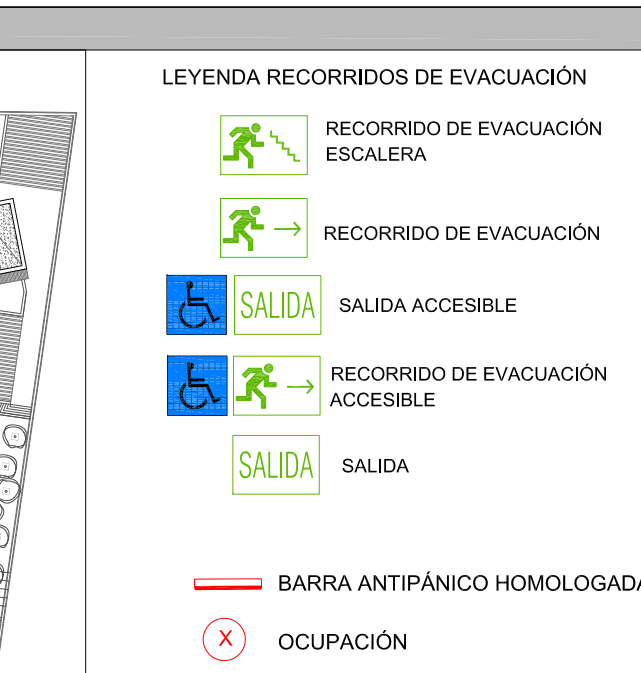 LEYENDA RECORRIDOS DE EVACUACIÓN
RECORRIDO DE EVACUACIÓN
ESCALERA
RECORRIDO DE EVACUACIÓN
SALIDA SALIDA ACCESIBLE
RECORRIDO DE EVACUACIÓN
ACCESIBLE
SALIDA SALIDA
BARRA ANTIPÁNICO HOMOLOGADA
X OCUPACIÓN